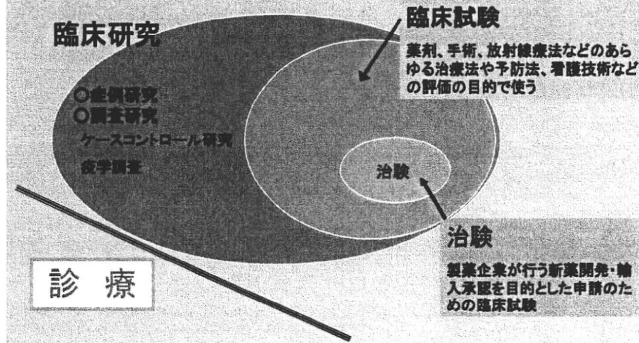 臨床研究
○症例研究
○調査研究
ケースコントロール研究
疫学調査
臨床試験
薬剤、手術、放射線療法などのあら
ゆる治療法や予防法、看護技術など
の評価の目的で使う
治験
治験
製薬企業が行う新薬開発・輸
入承認を目的とした申請のた
めの臨床試験
診 療